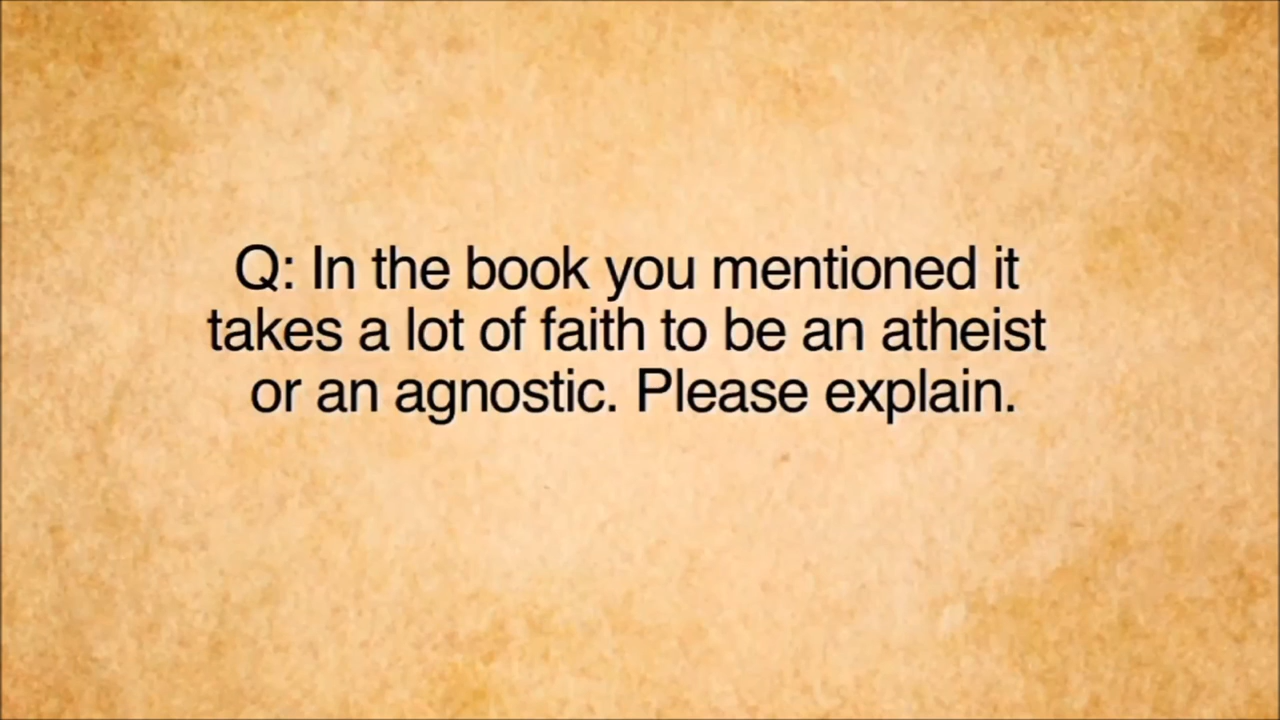 Q: In the book you mentioned it
takes a lot of faith to be an atheist
or an agnostic. Please explain.